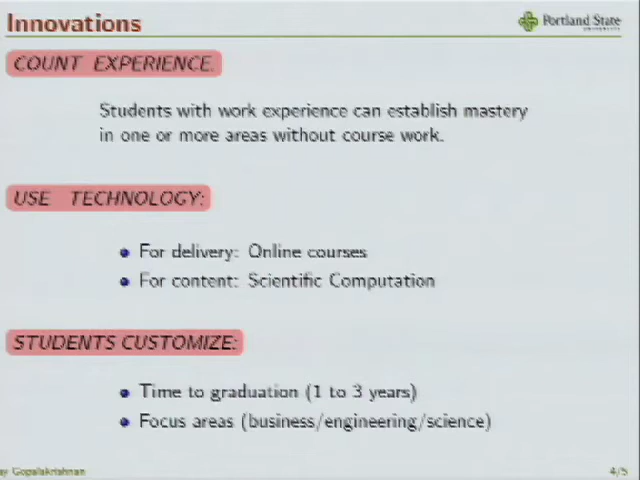 Innovations
Portland State
UNIVERSITY
COUNT EXPERIENCE:
Students with work experience can establish mastery
in one or more areas without course work.
USE TECHNOLOGY:
For delivery: Online courses
For content: Scientific Computation
STUDENTS CUSTOMIZE:
Time to graduation (1 to 3 years)
Focus areas (business/engineering/science)
ay Gopalakrishnan
4/5